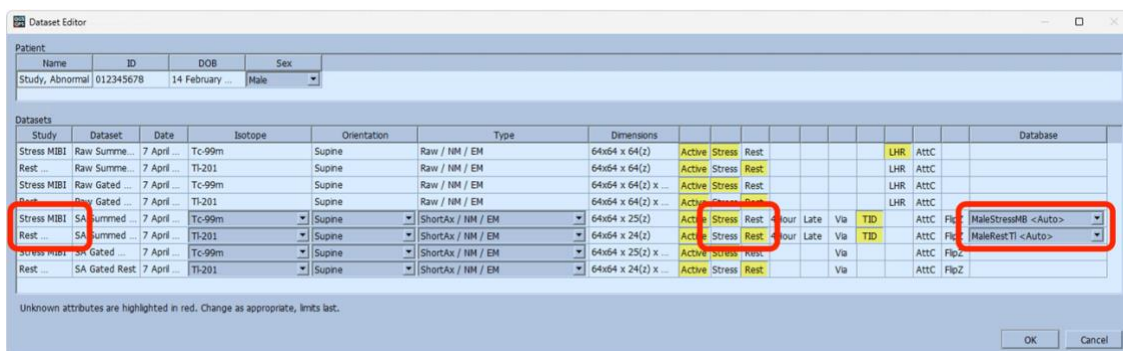 Dataset Editor
Patient
Name ID DOB Sex
Study, Abnormal 012345678 14 February ... Male
Datasets
Study Dataset Date Isotope Orientation Type Dimensions Database
Stress MIBI Raw Summe... 7 April ... Tc-99m Supine Raw / NM / EM 64x64 x 64(z) Active Stress Rest LHR AttC
Rest ... Raw Summe... 7 April ... Tl-201 Supine Raw / NM / EM 64x64 x 64(z) Active Stress Rest LHR AttC
Stress MIBI Raw Gated ... 7 April ... Tc-99m Supine Raw / NM / EM 64x64 x 64(z) x ... Active Stress Rest LHR AttC
Rest ... Raw Gated ... 7 April ... Tl-201 Supine Raw / NM / EM 64x64 x 64(z) x ... Active Stress Rest LHR AttC
Stress MIBI SA Summed ... 7 April ... Tc-99m Supine ShortAx / NM / EM 64x64 x 25(z) Active Stress Rest 4Hour Late Via TID AttC FlipZ MaleStressMB <Auto>
Rest ... SA Summed ... 7 April ... Tl-201 Supine ShortAx / NM / EM 64x64 x 24(z) Active Stress Rest 4Hour Late Via TID AttC FlipZ MaleRestTl <Auto>
Stress MIBI SA Gated ... 7 April ... Tc-99m Supine ShortAx / NM / EM 64x64 x 25(z) x ... Active Stress Rest Via AttC FlipZ
Rest ... SA Gated Rest 7 April ... Tl-201 Supine ShortAx / NM / EM 64x64 x 24(z) x ... Active Stress Rest Via AttC FlipZ
Unknown attributes are highlighted in red. Change as appropriate, limits last.
OK Cancel